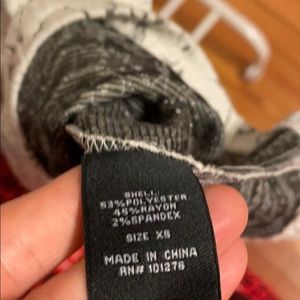 SHELL:
53%POLYESTER
45%RAYON
2%SPANDEX
SIZE XS
MADE IN CHINA
RN# 101276